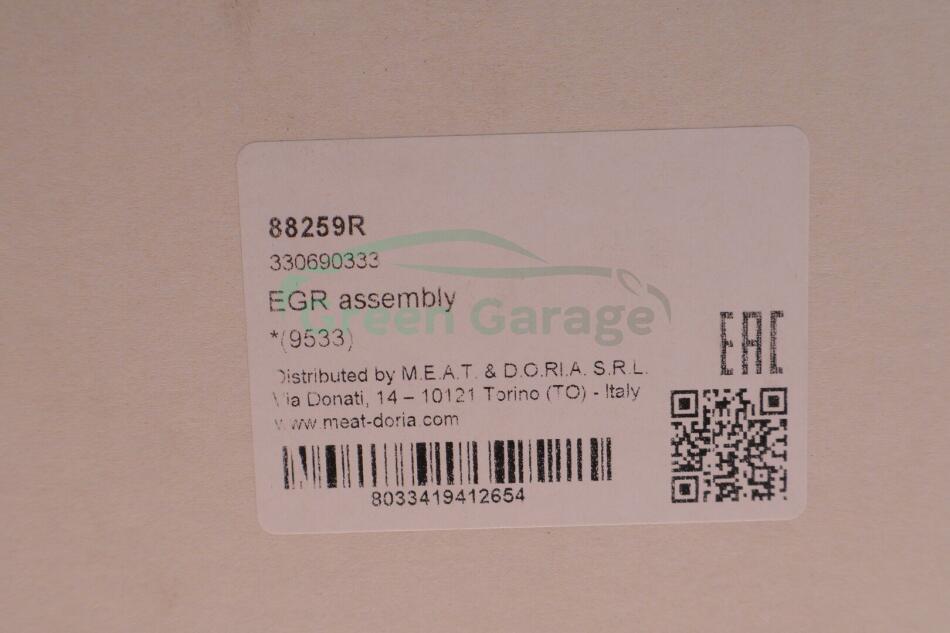 88259R
330690333
EGR assembly
*(9533)
Distributed by M.E.A.T. & D.O.RI.A. S.R.L.
Via Donati, 14 – 10121 Torino (TO) - Italy
www.meat-doria.com
8033419412654
EAC
Green Garage